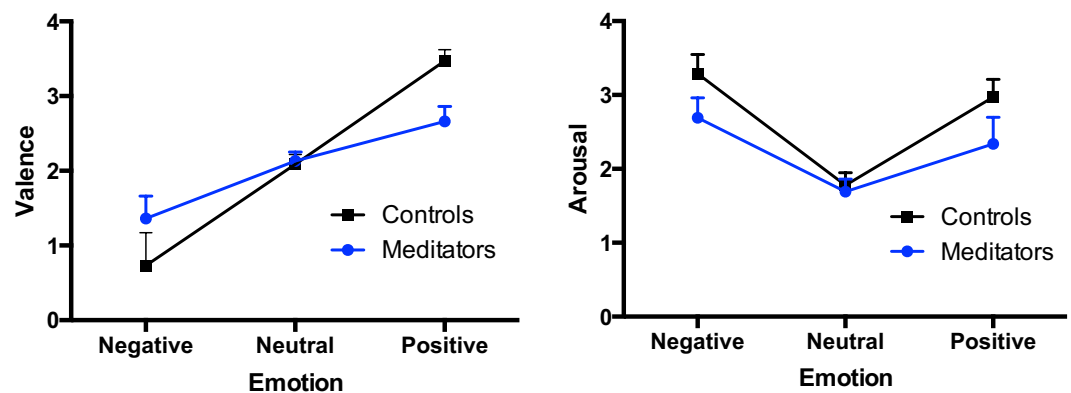 4
3
2
1
0
Valence
Controls
Meditators
Negative Neutral Positive
Emotion
4
3
2
1
0
Arousal
Controls
Meditators
Negative Neutral Positive
Emotion